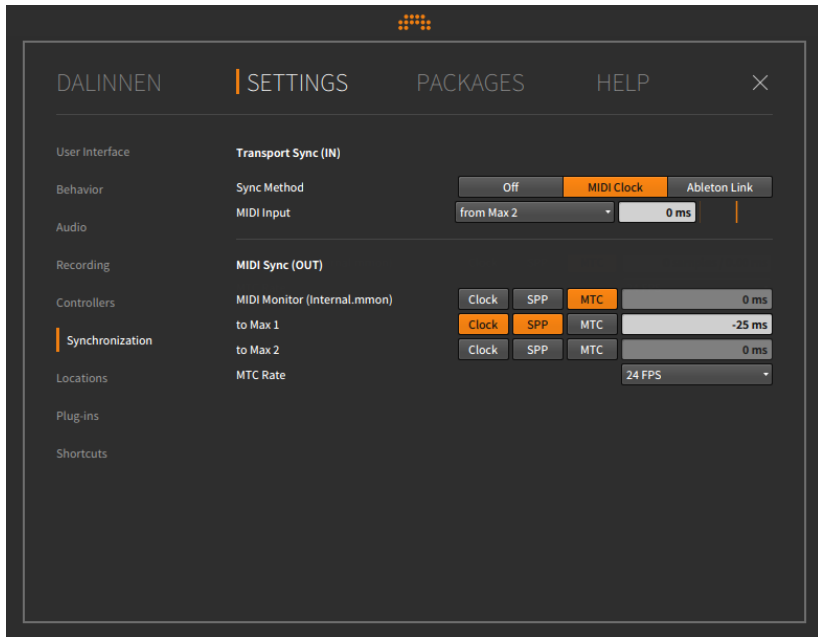 DALINNEN SETTINGS PACKAGES HELP
User Interface
Behavior
Audio
Recording
Controllers
Synchronization
Locations
Plug-ins
Shortcuts
Transport Sync (IN)
Sync Method Off MIDI Clock Ableton Link
MIDI Input from Max 2 0 ms
MIDI Sync (OUT)
MIDI Monitor (Internal.mmon) Clock SPP MTC 0 ms
to Max 1 Clock SPP MTC -25 ms
to Max 2 Clock SPP MTC 0 ms
MTC Rate 24 FPS